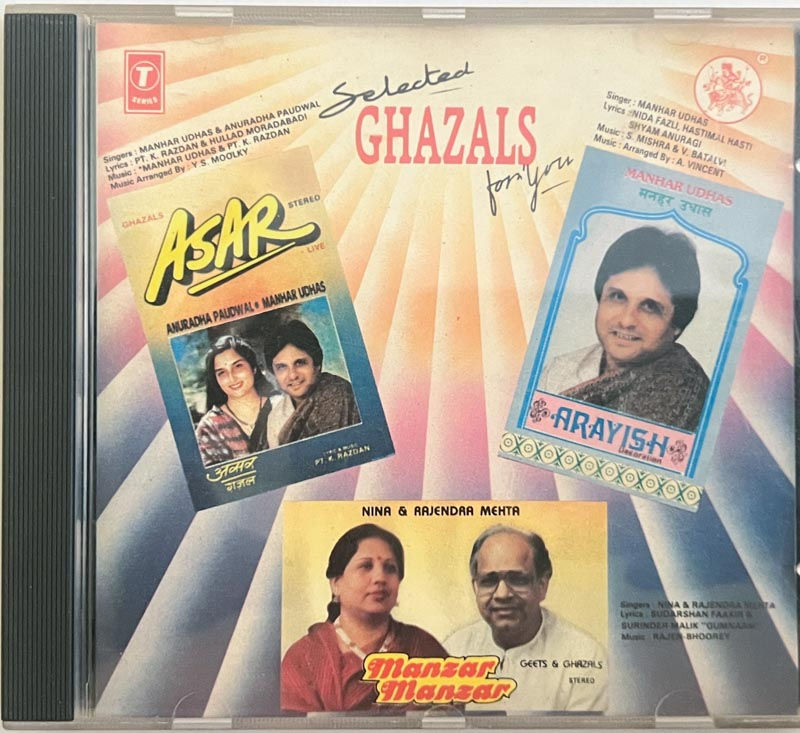 T
SERIES
Selected
GHAZALS
for You
®
Singers : MANHAR UDHAS & ANURADHA PAUDWAL
Lyrics : PT. K. RAZDAN & HULLAD MORADABADI
Music : "MANHAR UDHAS & PT. K. RAZDAN
Music Arranged By : Y S. MOOLKY
Singer : MANHAR UDHAS
Lyrics : NIDA FAZLI, HASTIMAL HASTI
SHYAM ANURAGI
Music : S. MISHRA & V. BATALVI
Music : Arranged By : A. VINCENT
GHAZALS
STEREO
ASAR
LIVE
ANURADHA PAUDWAL * MANHAR UDHAS
LYRIC & MUSIC
PT. K. RAZDAN
असर
ग़ज़ल
MANHAR UDHAS
मनहर उधास
ARAYISH
Decoration
NINA & RAJENDRA MEHTA
Manzar
Manzar
GEETS & GHAZALS
STEREO
Singers : NINA & RAJENDRA MEHTA
Lyrics : SUDARSHAN FAAKIR &
SURINDER MALIK "GUMNAAM"
Music : RAJEN BHOOREY